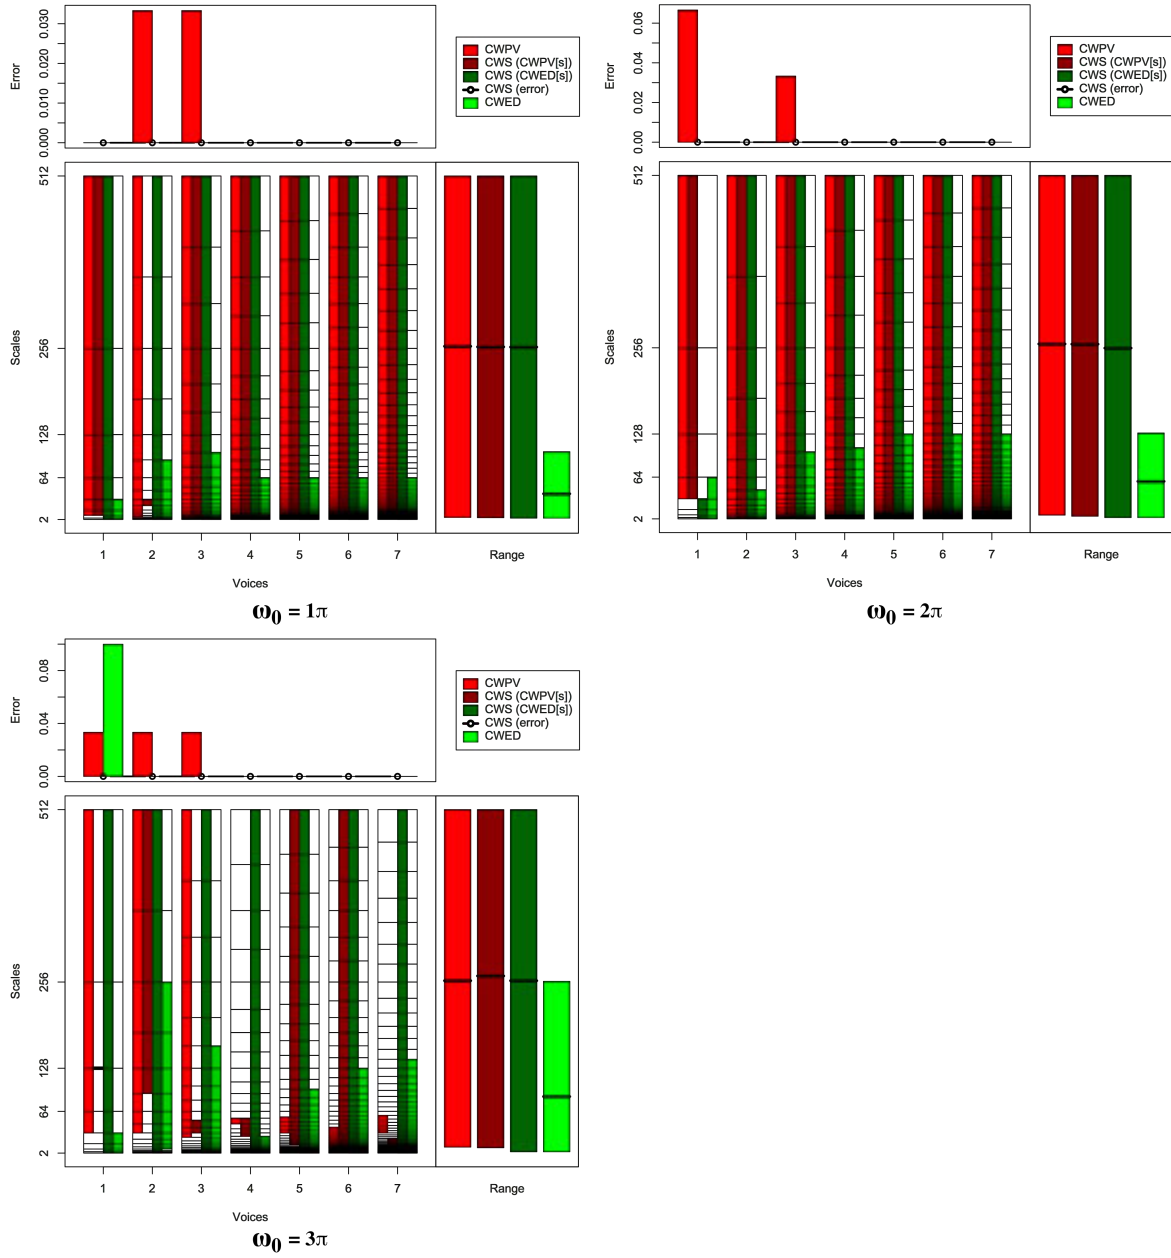 Error
0.000 0.010 0.020 0.030
CWPV
CWS (CWPV[s])
CWS (CWED[s])
CWS (error)
CWED
Scales
512
256
128
64
2
1 2 3 4 5 6 7
Range
Voices
ω0 = 1π
Error
0.00 0.02 0.04 0.06
CWPV
CWS (CWPV[s])
CWS (CWED[s])
CWS (error)
CWED
Scales
512
256
128
64
2
1 2 3 4 5 6 7
Range
Voices
ω0 = 2π
Error
0.00 0.04 0.08
CWPV
CWS (CWPV[s])
CWS (CWED[s])
CWS (error)
CWED
Scales
512
256
128
64
2
1 2 3 4 5 6 7
Range
Voices
ω0 = 3π